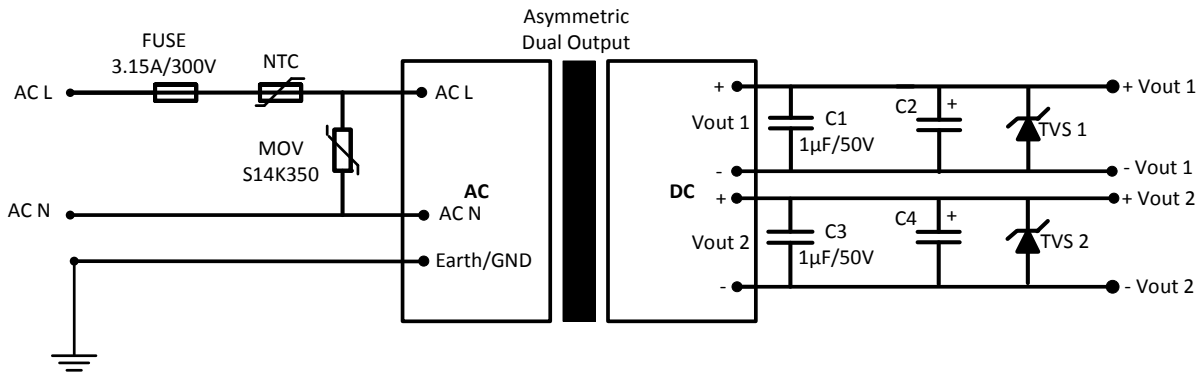 Asymmetric
Dual Output
FUSE
3.15A/300V
NTC
AC L
AC L
MOV
S14K350
AC
AC N
AC N
Earth/GND
DC
+
Vout 1
-
+
Vout 2
-
C1
1µF/50V
C2
+
TVS 1
+ Vout 1
- Vout 1
C3
1µF/50V
C4
+
TVS 2
+ Vout 2
- Vout 2